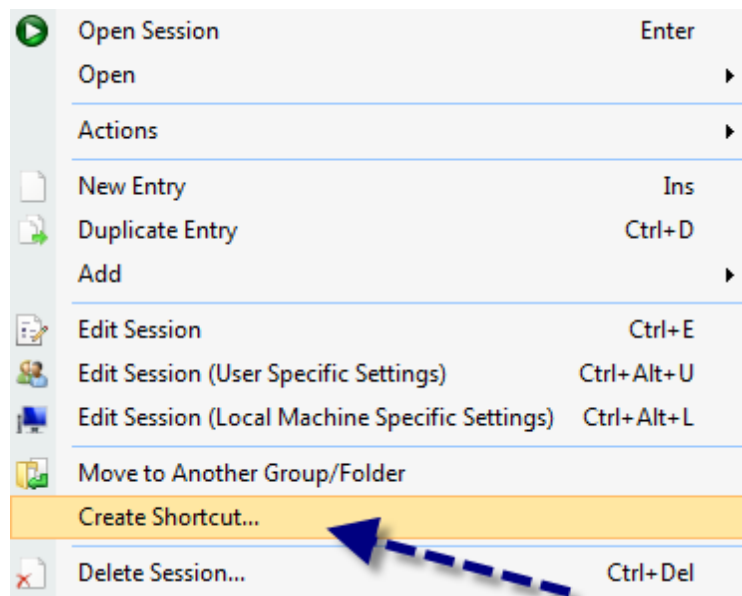 Open Session Enter
Open
Actions
New Entry Ins
Duplicate Entry Ctrl+D
Add
Edit Session Ctrl+E
Edit Session (User Specific Settings) Ctrl+Alt+U
Edit Session (Local Machine Specific Settings) Ctrl+Alt+L
Move to Another Group/Folder
Create Shortcut...
Delete Session... Ctrl+Del